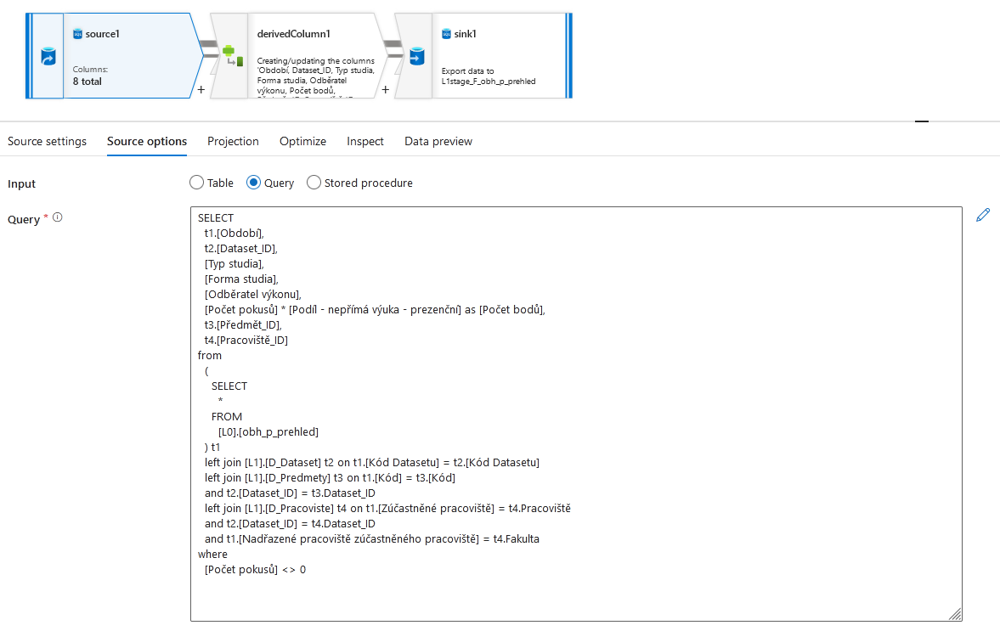 source1
Columns:
8 total
+
derivedColumn1
Creating/updating the columns
'Období, Dataset_ID, Typ studia,
Forma studia, Odběratel
výkonu, Počet bodů,
+
sink1
Export data to
L1stage_F_obh_p_prehled
Source settings
Source options
Projection
Optimize
Inspect
Data preview
Input
Table
Query
Stored procedure
Query *
SELECT
t1.[Období],
t2.[Dataset_ID],
[Typ studia],
[Forma studia],
[Odběratel výkonu],
[Počet pokusů] * [Podíl - nepřímá výuka - prezenční] as [Počet bodů],
t3.[Předmět_ID],
t4.[Pracoviště_ID]
from
(
SELECT
*
FROM
[L0].[obh_p_prehled]
) t1
left join [L1].[D_Dataset] t2 on t1.[Kód Datasetu] = t2.[Kód Datasetu]
left join [L1].[D_Predmety] t3 on t1.[Kód] = t3.[Kód]
and t2.[Dataset_ID] = t3.Dataset_ID
left join [L1].[D_Pracoviste] t4 on t1.[Zúčastněné pracoviště] = t4.Pracoviště
and t2.[Dataset_ID] = t4.Dataset_ID
and t1.[Nadřazené pracoviště zúčastněného pracoviště] = t4.Fakulta
where
[Počet pokusů] <> 0